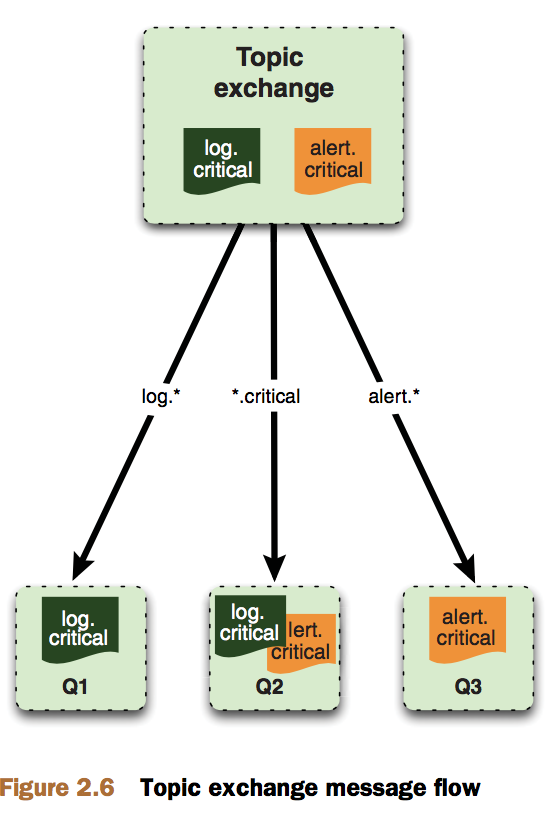 Topic
exchange
log.
critical
alert.
critical
log.*
*.critical
alert.*
log.
critical
Q1
log.
critical
lert.
critical
Q2
alert.
critical
Q3
Figure 2.6 Topic exchange message flow